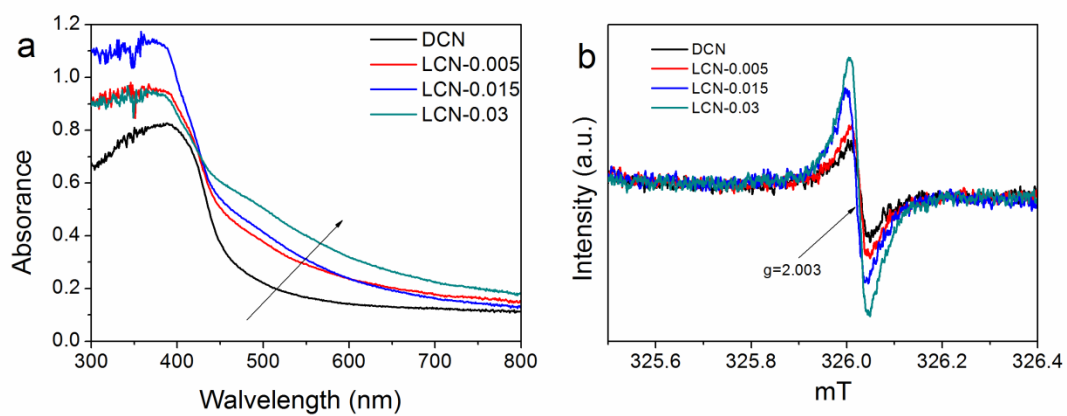 a
DCN
LCN-0.005
LCN-0.015
LCN-0.03
Absorance
1.2
1.0
0.8
0.6
0.4
0.2
0.0
300 400 500 600 700 800
Walvelength (nm)
b
DCN
LCN-0.005
LCN-0.015
LCN-0.03
Intensity (a.u.)
g=2.003
325.6 325.8 326.0 326.2 326.4
mT